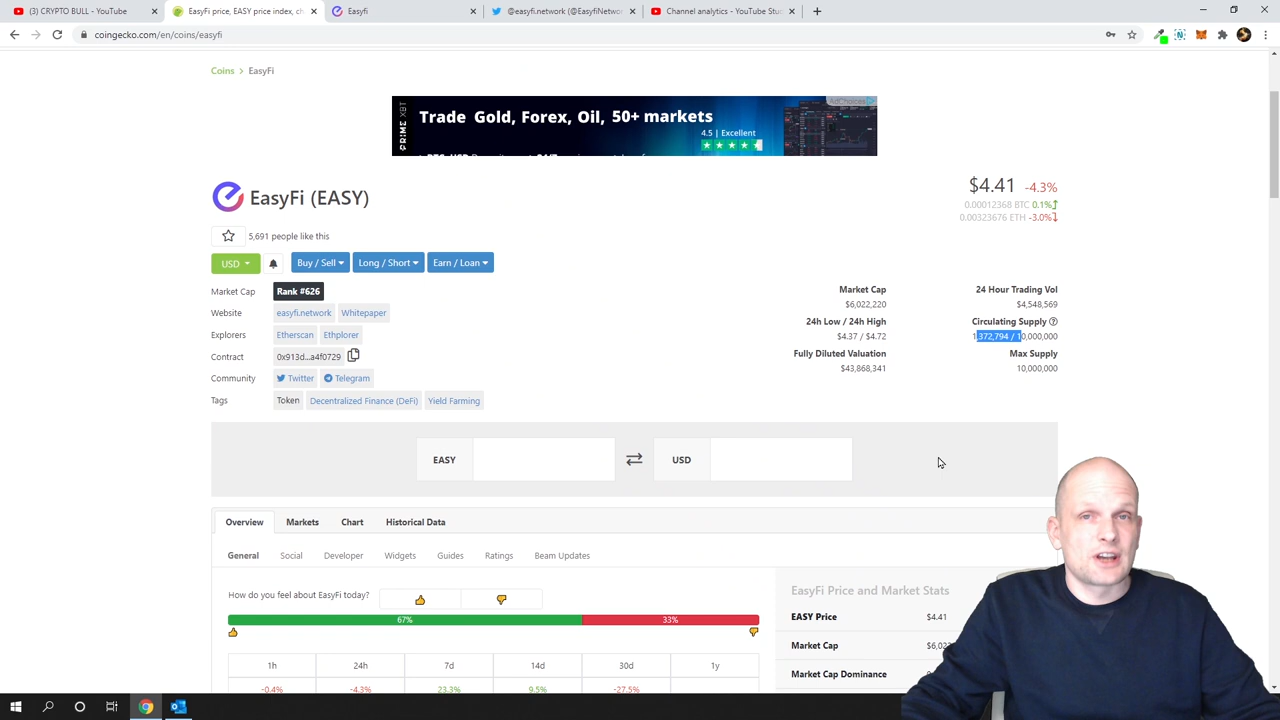 (3) CRYPTO BULL - YouTube
EasyFi price, EASY price index, ch
Easyfi
@easyfi.network (@EasyfiNetwor
Channel analytics - YouTube Stu
coingecko.com/en/coins/easyfi
Coins > EasyFi
PRIME XBT
Trade Gold, Forex, Oil, 50+ markets
AdChoices
4.5 | Excellent
EasyFi (EASY)
$4.41 -4.3%
0.00012368 BTC 0.1%
0.00323676 ETH -3.0%
5,691 people like this
USD
Buy / Sell
Long / Short
Earn / Loan
Market Cap Rank #626
Website easyfi.network Whitepaper
Explorers Etherscan Ethplorer
Contract 0x913d...a4f0729
Community Twitter Telegram
Tags Token Decentralized Finance (DeFi) Yield Farming
Market Cap
$6,022,220
24 Hour Trading Vol
$4,548,569
24h Low / 24h High
$4.37 / $4.72
Circulating Supply
1,372,794 / 10,000,000
Fully Diluted Valuation
$43,868,341
Max Supply
10,000,000
EASY
USD
Overview Markets Chart Historical Data
General Social Developer Widgets Guides Ratings Beam Updates
How do you feel about EasyFi today?
67% 33%
1h 24h 7d 14d 30d 1y
-0.4% -4.3% 23.3% 9.5% -27.5%
EasyFi Price and Market Stats
EASY Price $4.41
Market Cap $6,02
Market Cap Dominance